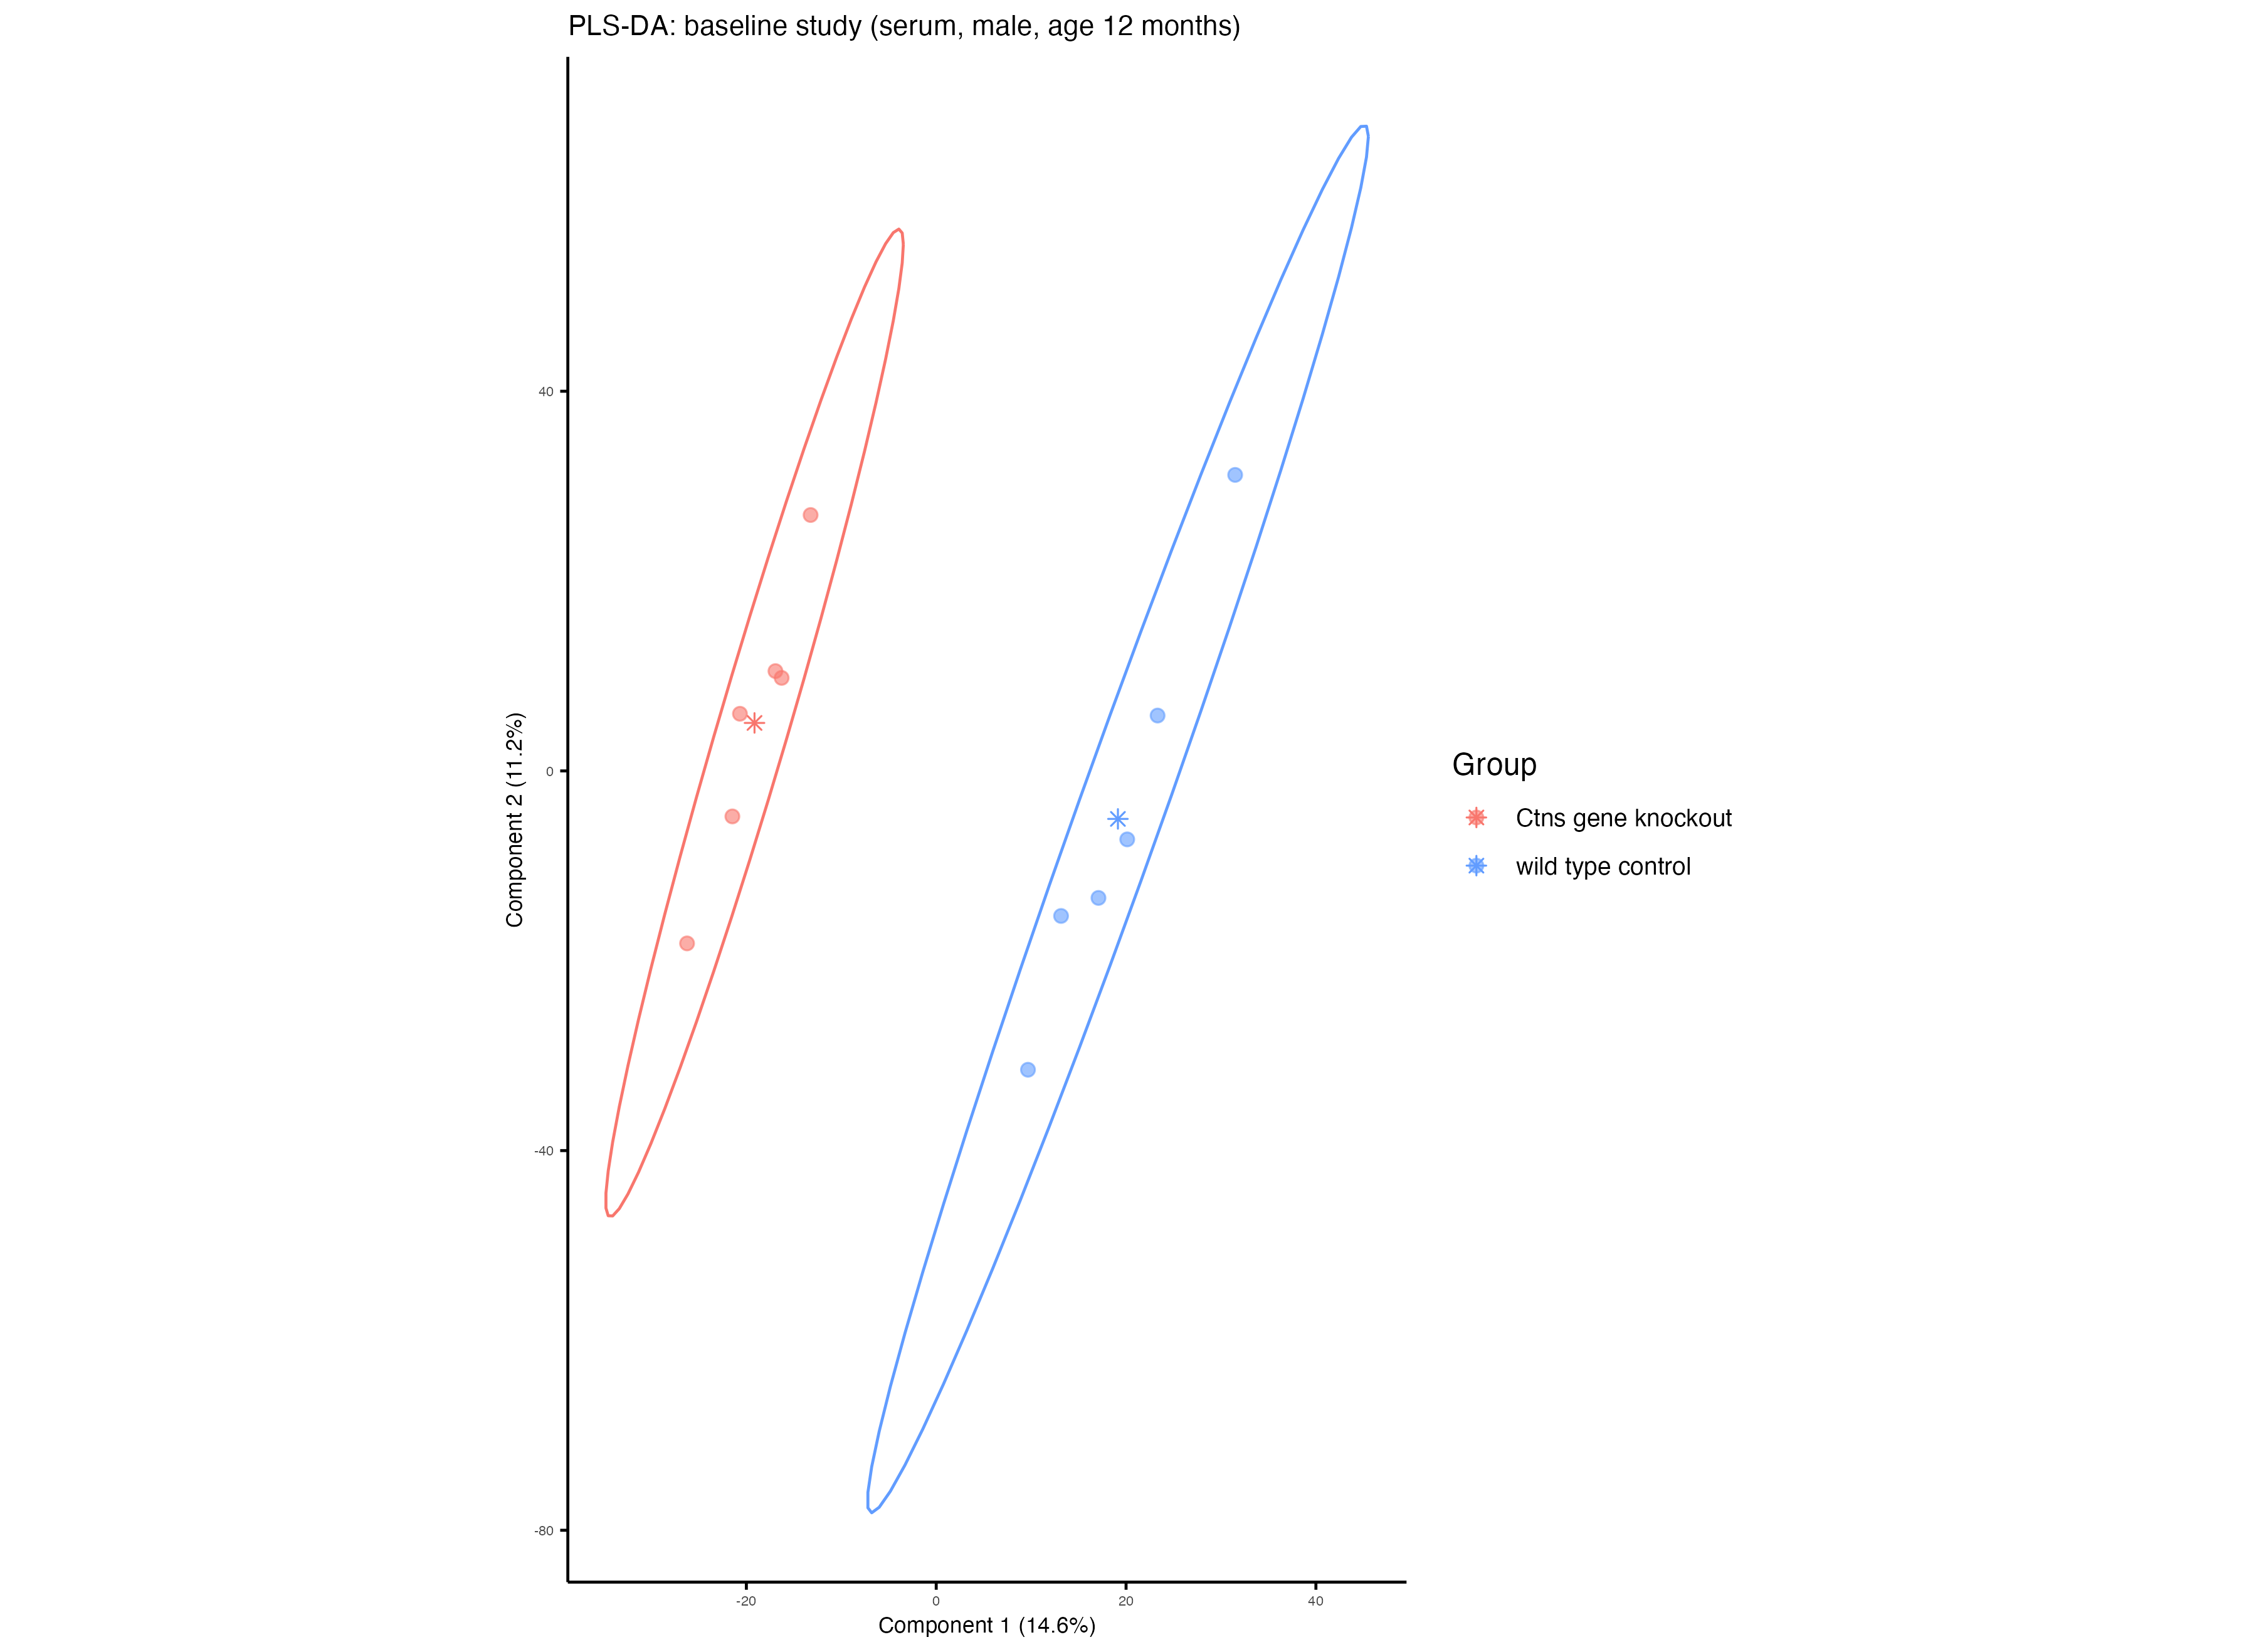 PLS-DA: baseline study (serum, male, age 12 months)
Component 2 (11.2%)
40
0
-40
-80
-20
0
20
40
Component 1 (14.6%)
Group
Ctns gene knockout
wild type control